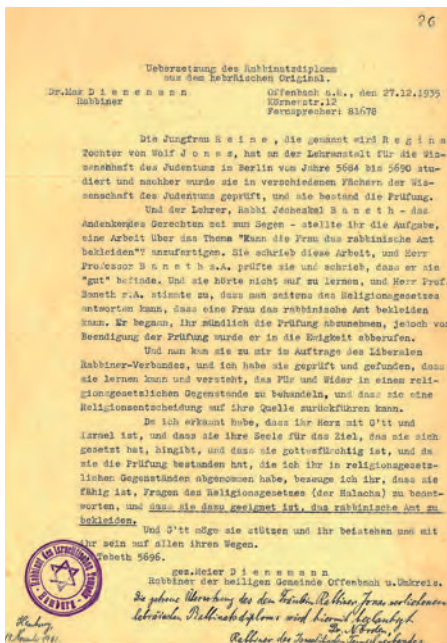 26
Uebersetzung des Rabbinatsdiploms
aus dem hebräischen Original.
Dr.Max D i e n e m a n n
Rabbiner
Offenbach a.M., den 27.12.1935
Körnerstr.12
Fernsprecher: 81678
Die Jungfrau R e i n e , die genannt wird R e g i n a
Tochter von Wolf J o n a s, hat an der Lehranstalt für die Wis-
senschaft des Judentums in Berlin vom Jahre 5684 bis 5690 stu-
diert und nachher wurde sie in verschiedenen Fächern der Wis-
senschaft des Judentums geprüft, und sie bestand die Prüfung.
Und der Lehrer, Rabbi Jecheskel B a n e t h - das
Andenken des Gerechten sei zum Segen - stellte ihr die Aufgabe,
eine Arbeit über das Thema "Kann die Frau das rabbinische Amt
bekleiden"? anzufertigen. Sie schrieb diese Arbeit, und Herr
Professor B a n e t h s.A. prüfte sie und schrieb, dass er sie
"gut" befinde. Und sie hörte nicht auf zu lernen, und Herr Prof.
Baneth s.A. stimmte zu, dass man seitens des Religionsgesetzes
antworten kann, dass eine Frau das rabbinische Amt bekleiden
kann. Er begann, ihr mündlich die Prüfung abzunehmen, jedoch vor
Beendigung der Prüfung wurde er in die Ewigkeit abberufen.
Und nun kam sie zu mir im Auftrage des Liberalen
Rabbiner-Verbandes, und ich habe sie geprüft und gefunden, dass
sie lernen kann und versteht, das Für und Wider in einem reli-
gionsgesetzlichen Gegenstande zu behandeln, und dass sie eine
Religionsentscheidung auf ihre Quelle zurückführen kann.
Da ich erkannt habe, dass ihr Herz mit G'tt und
Israel ist, und dass sie ihre Seele für das Ziel, das sie sich
gesetzt hat, hingibt, und dass sie gottesfürchtig ist, und da
sie die Prüfung bestanden hat, die ich ihr in religionsgesetz-
lichen Gegenständen abgenommen habe, bezeuge ich ihr, dass sie
fähig ist, Fragen des Religionsgesetzes (der Halacha) zu beant-
worten, und dass sie dazu geeignet ist, das rabbinische Amt zu
bekleiden.
Und G'tt möge sie stützen und ihr beistehen und mit
ihr sein auf allen ihren Wegen.
Tebeth 5696.
gez.Meier D i e n e m a n n
Rabbiner der heiligen Gemeinde Offenbach u.Umkreis.
Die getreue Übersetzung des dem Fräulein Rabbiner Jonas verliehenen
hebräischen Rabbinatsdiploms wird hiermit beglaubigt
Dr. Norden,
Rabbiner des Israelitischen Tempelverbandes
Hamburg
Rabbiner des Israelitischen Tempels
Hamburg